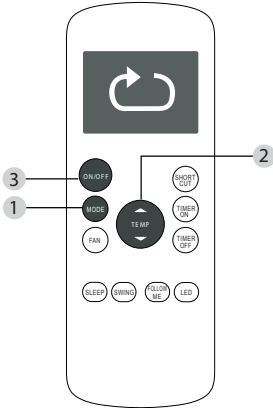 2
ON/OFF
SHORT
CUT
3
1
MODE
TEMP
TIMER
ON
FAN
TIMER
OFF
SLEEP
SWING
FOLLOW
ME
LED